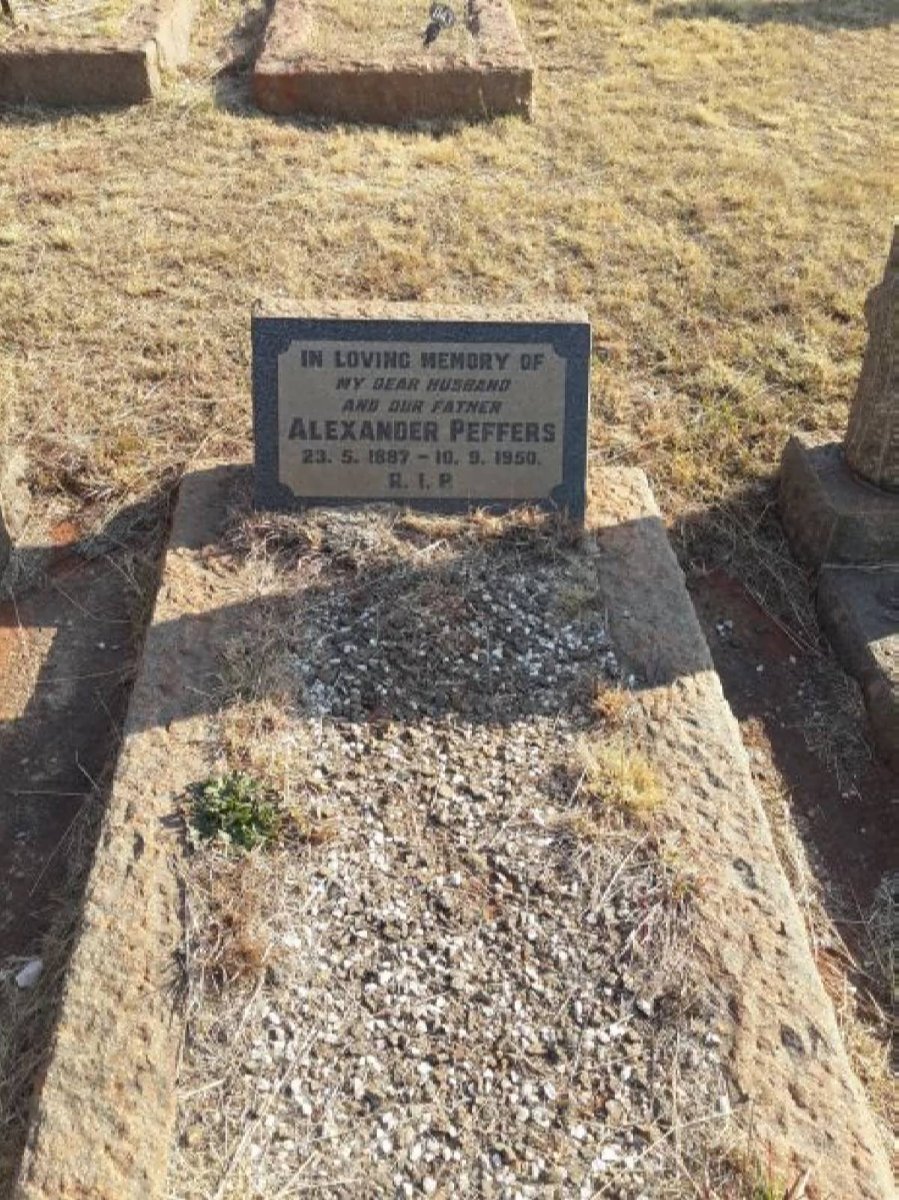 IN LOVING MEMORY OF
MY DEAR HUSBAND
AND OUR FATHER
ALEXANDER PEFFERS
23. 5. 1887 – 10. 9. 1950.
R. I. P.